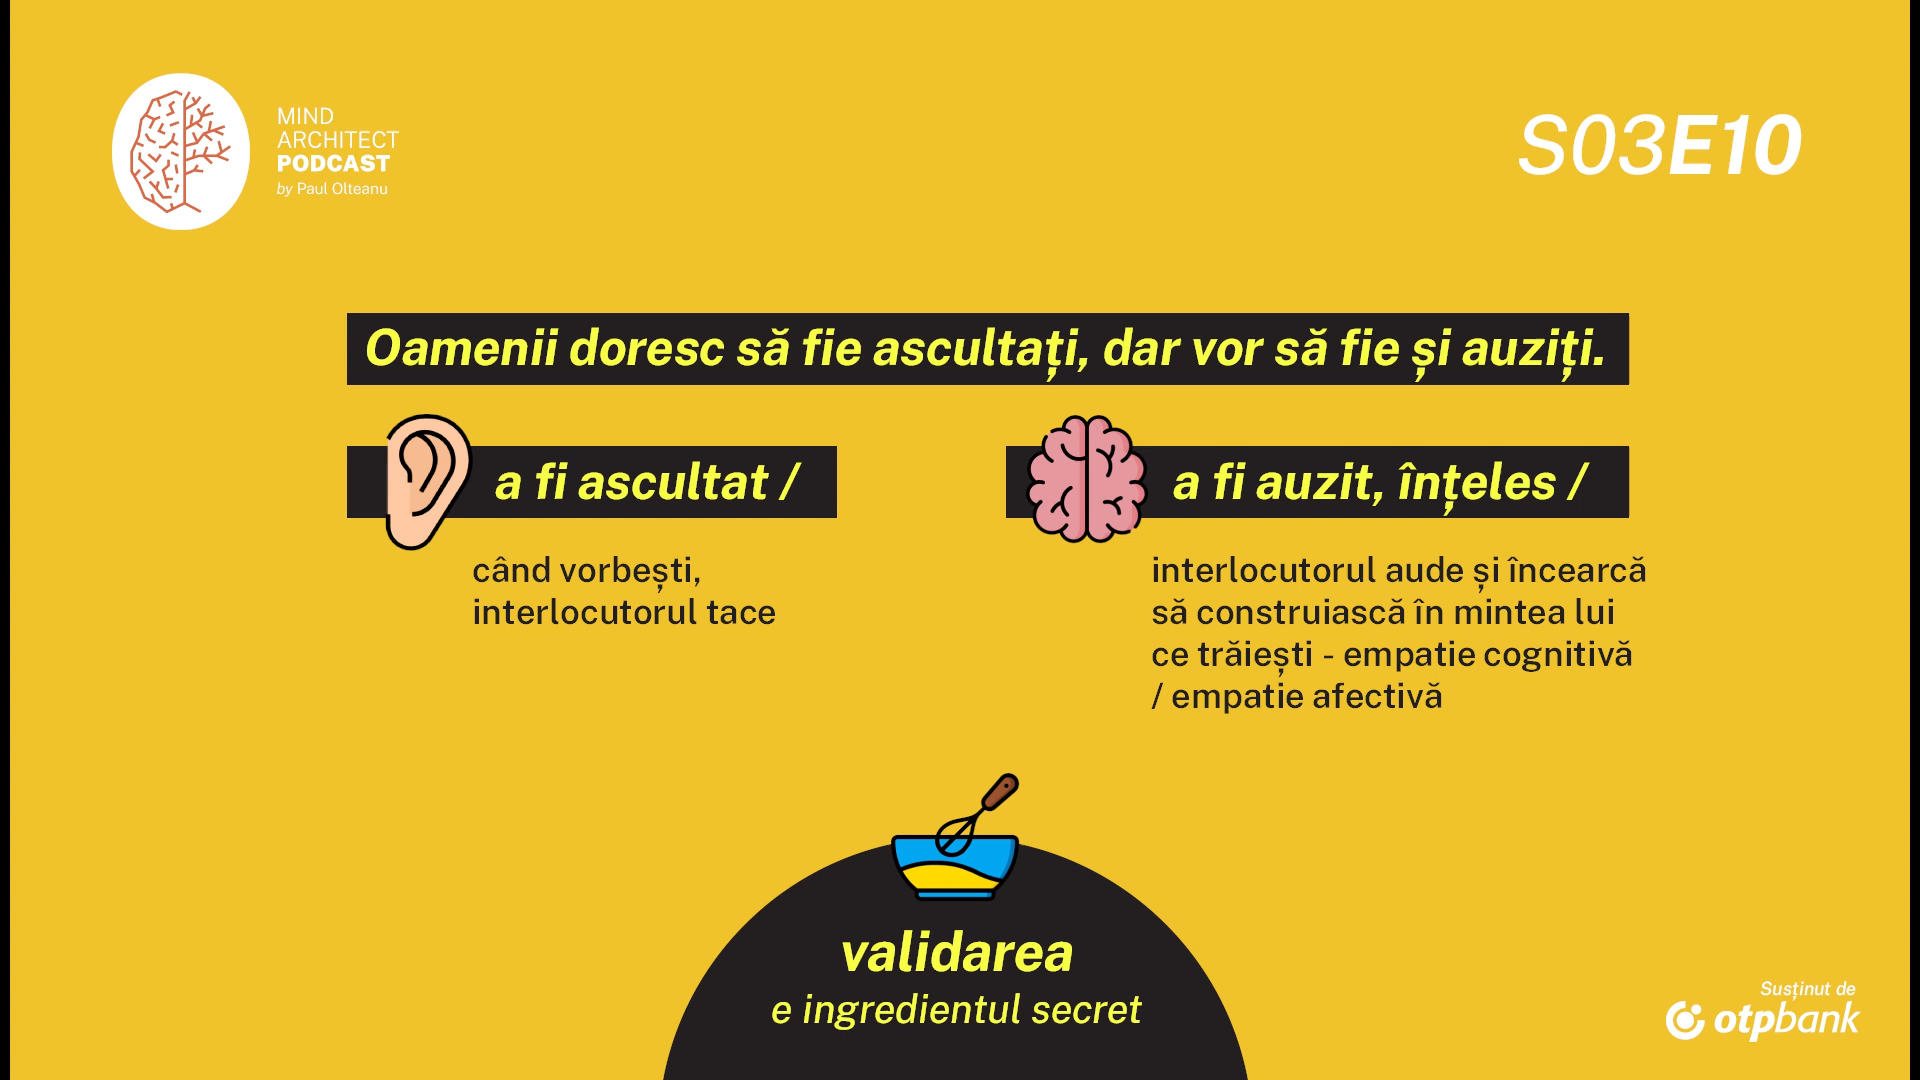 MIND
ARCHITECT
PODCAST
by Paul Olteanu
S03E10
Oamenii doresc să fie ascultați, dar vor să fie și auziți.
a fi ascultat /
când vorbești,
interlocutorul tace
a fi auzit, înțeles /
interlocutorul aude și încearcă
să construiască în mintea lui
ce trăiești - empatie cognitivă
/ empatie afectivă
validarea
e ingredientul secret
Susținut de
otpbank